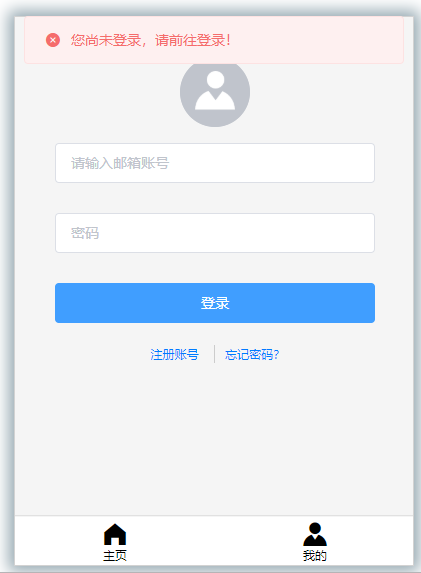 您尚未登录，请前往登录！
请输入邮箱账号
密码
登录
注册账号 忘记密码？
主页 我的